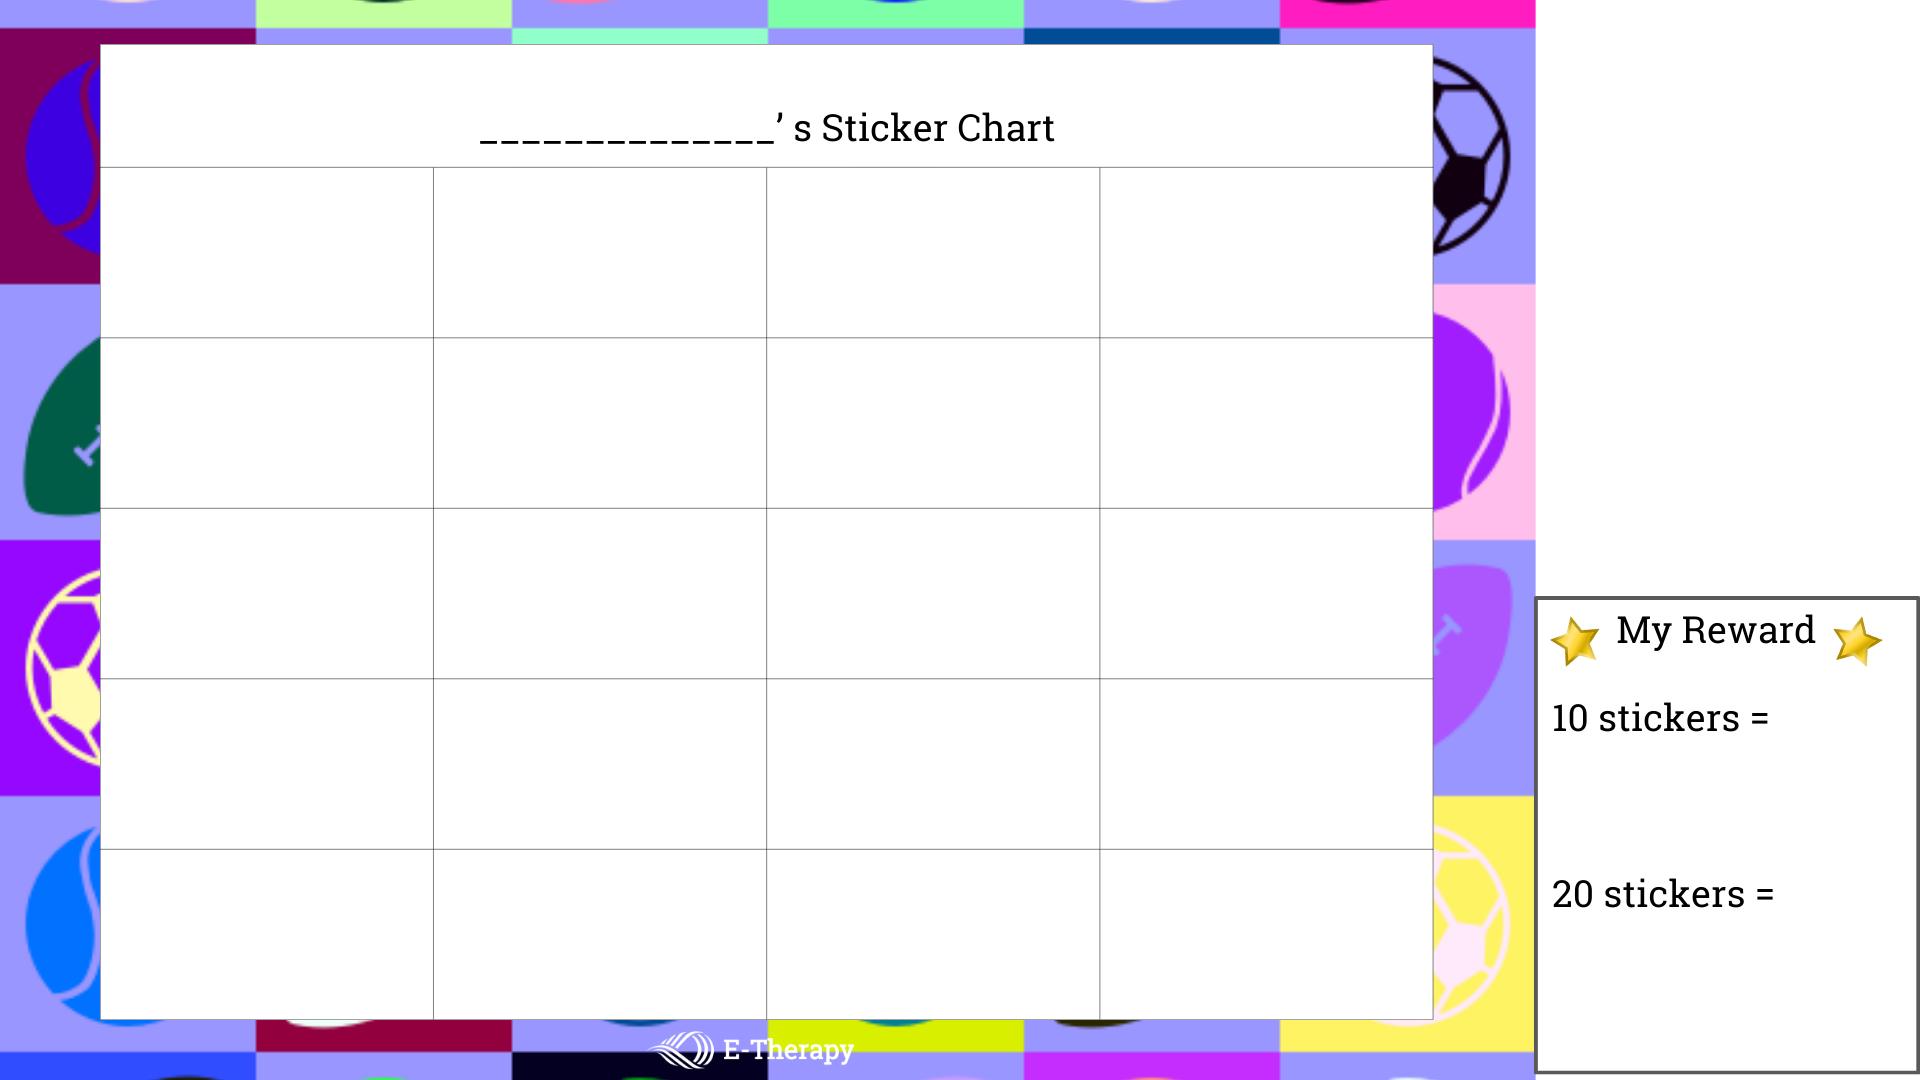 ______________’ s Sticker Chart
My Reward
10 stickers =
20 stickers =
E-Therapy